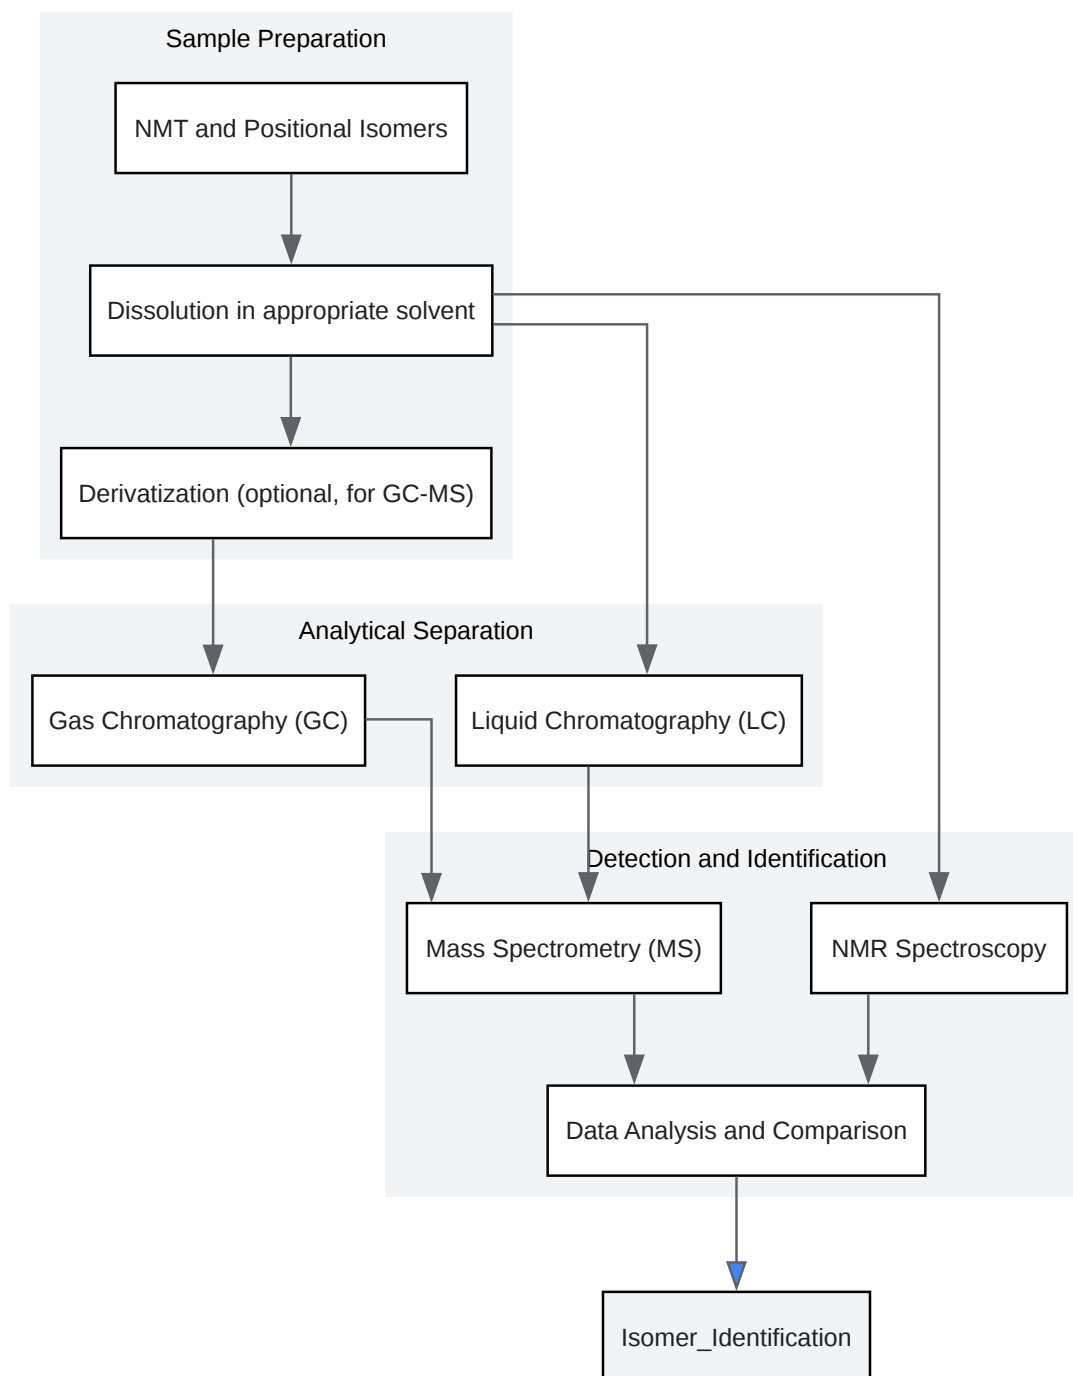 Sample Preparation
NMT and Positional Isomers
Dissolution in appropriate solvent
Derivatization (optional, for GC-MS)
Analytical Separation
Gas Chromatography (GC)
Liquid Chromatography (LC)
Detection and Identification
Mass Spectrometry (MS)
NMR Spectroscopy
Data Analysis and Comparison
Isomer_Identification